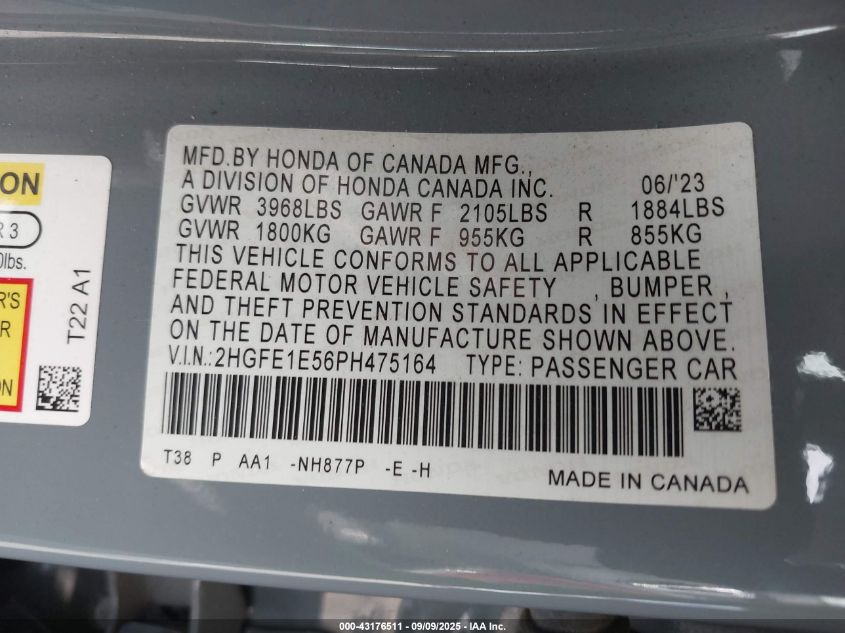 ON
R 3
0lbs.
R'S
ER
ON
T22 A1
MFD.BY HONDA OF CANADA MFG.,
A DIVISION OF HONDA CANADA INC. 06/'23
GVWR 3968LBS GAWR F 2105LBS R 1884LBS
GVWR 1800KG GAWR F 955KG R 855KG
THIS VEHICLE CONFORMS TO ALL APPLICABLE
FEDERAL MOTOR VEHICLE SAFETY , BUMPER ,
AND THEFT PREVENTION STANDARDS IN EFFECT
ON THE DATE OF MANUFACTURE SHOWN ABOVE.
V.I.N.: 2HGFE1E56PH475164 TYPE: PASSENGER CAR
T38 P AA1 -NH877P -E -H
MADE IN CANADA
000-43176511 - 09/09/2025 - IAA Inc.